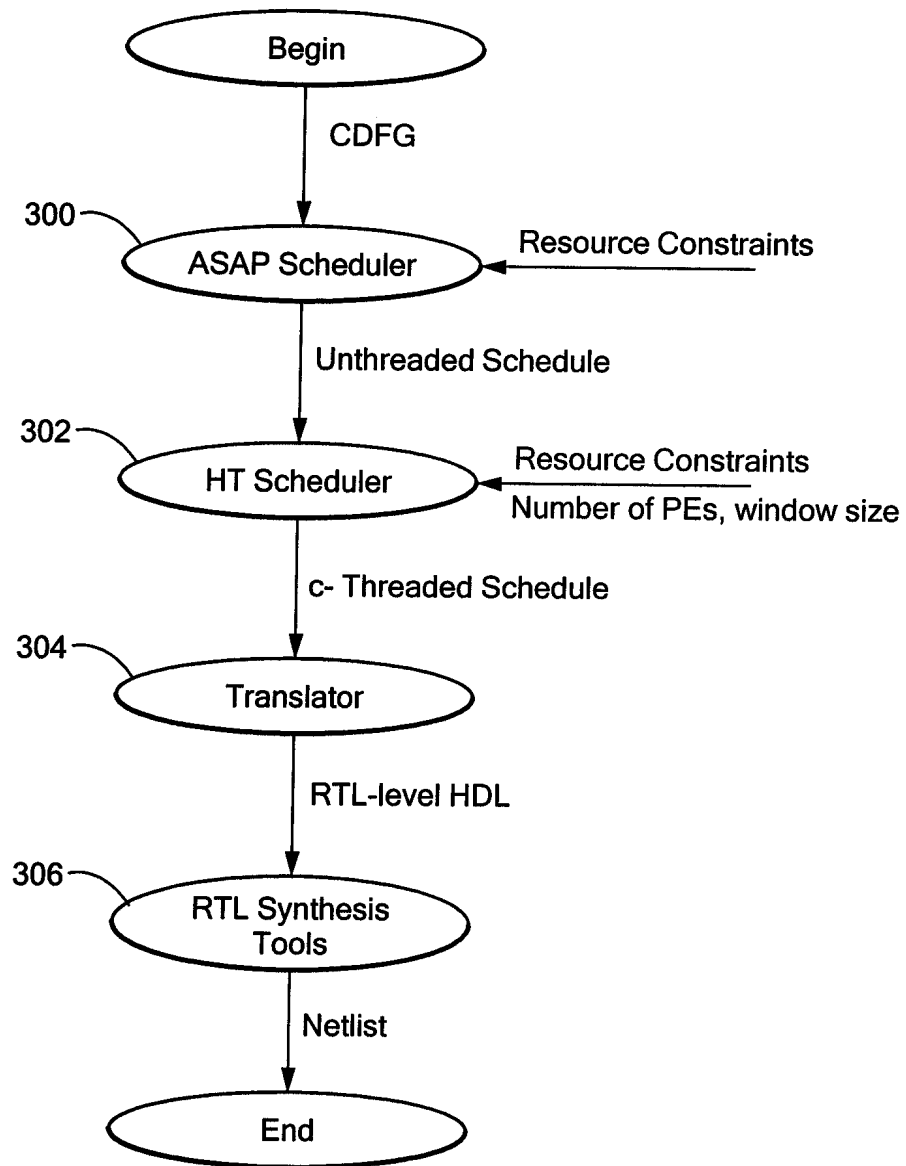 Begin
CDFG
300
ASAP Scheduler
Resource Constraints
Unthreaded Schedule
302
HT Scheduler
Resource Constraints
Number of PEs, window size
c- Threaded Schedule
304
Translator
RTL-level HDL
306
RTL Synthesis
Tools
Netlist
End